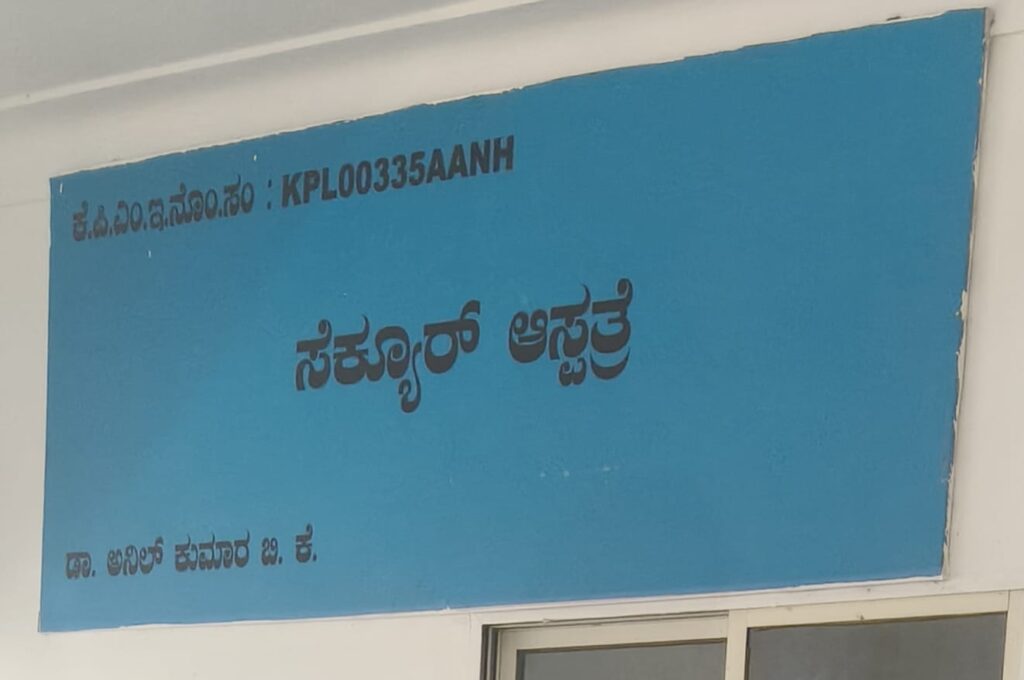 ಕೆ.ಪಿ.ಎಂ.ಇ.ನೊಂ.ಸಂ : KPL00335AANH
ಸೆಕ್ಯೂರ್ ಆಸ್ಪತ್ರೆ
ಡಾ. ಅನಿಲ್ ಕುಮಾರ ಬಿ. ಕೆ.